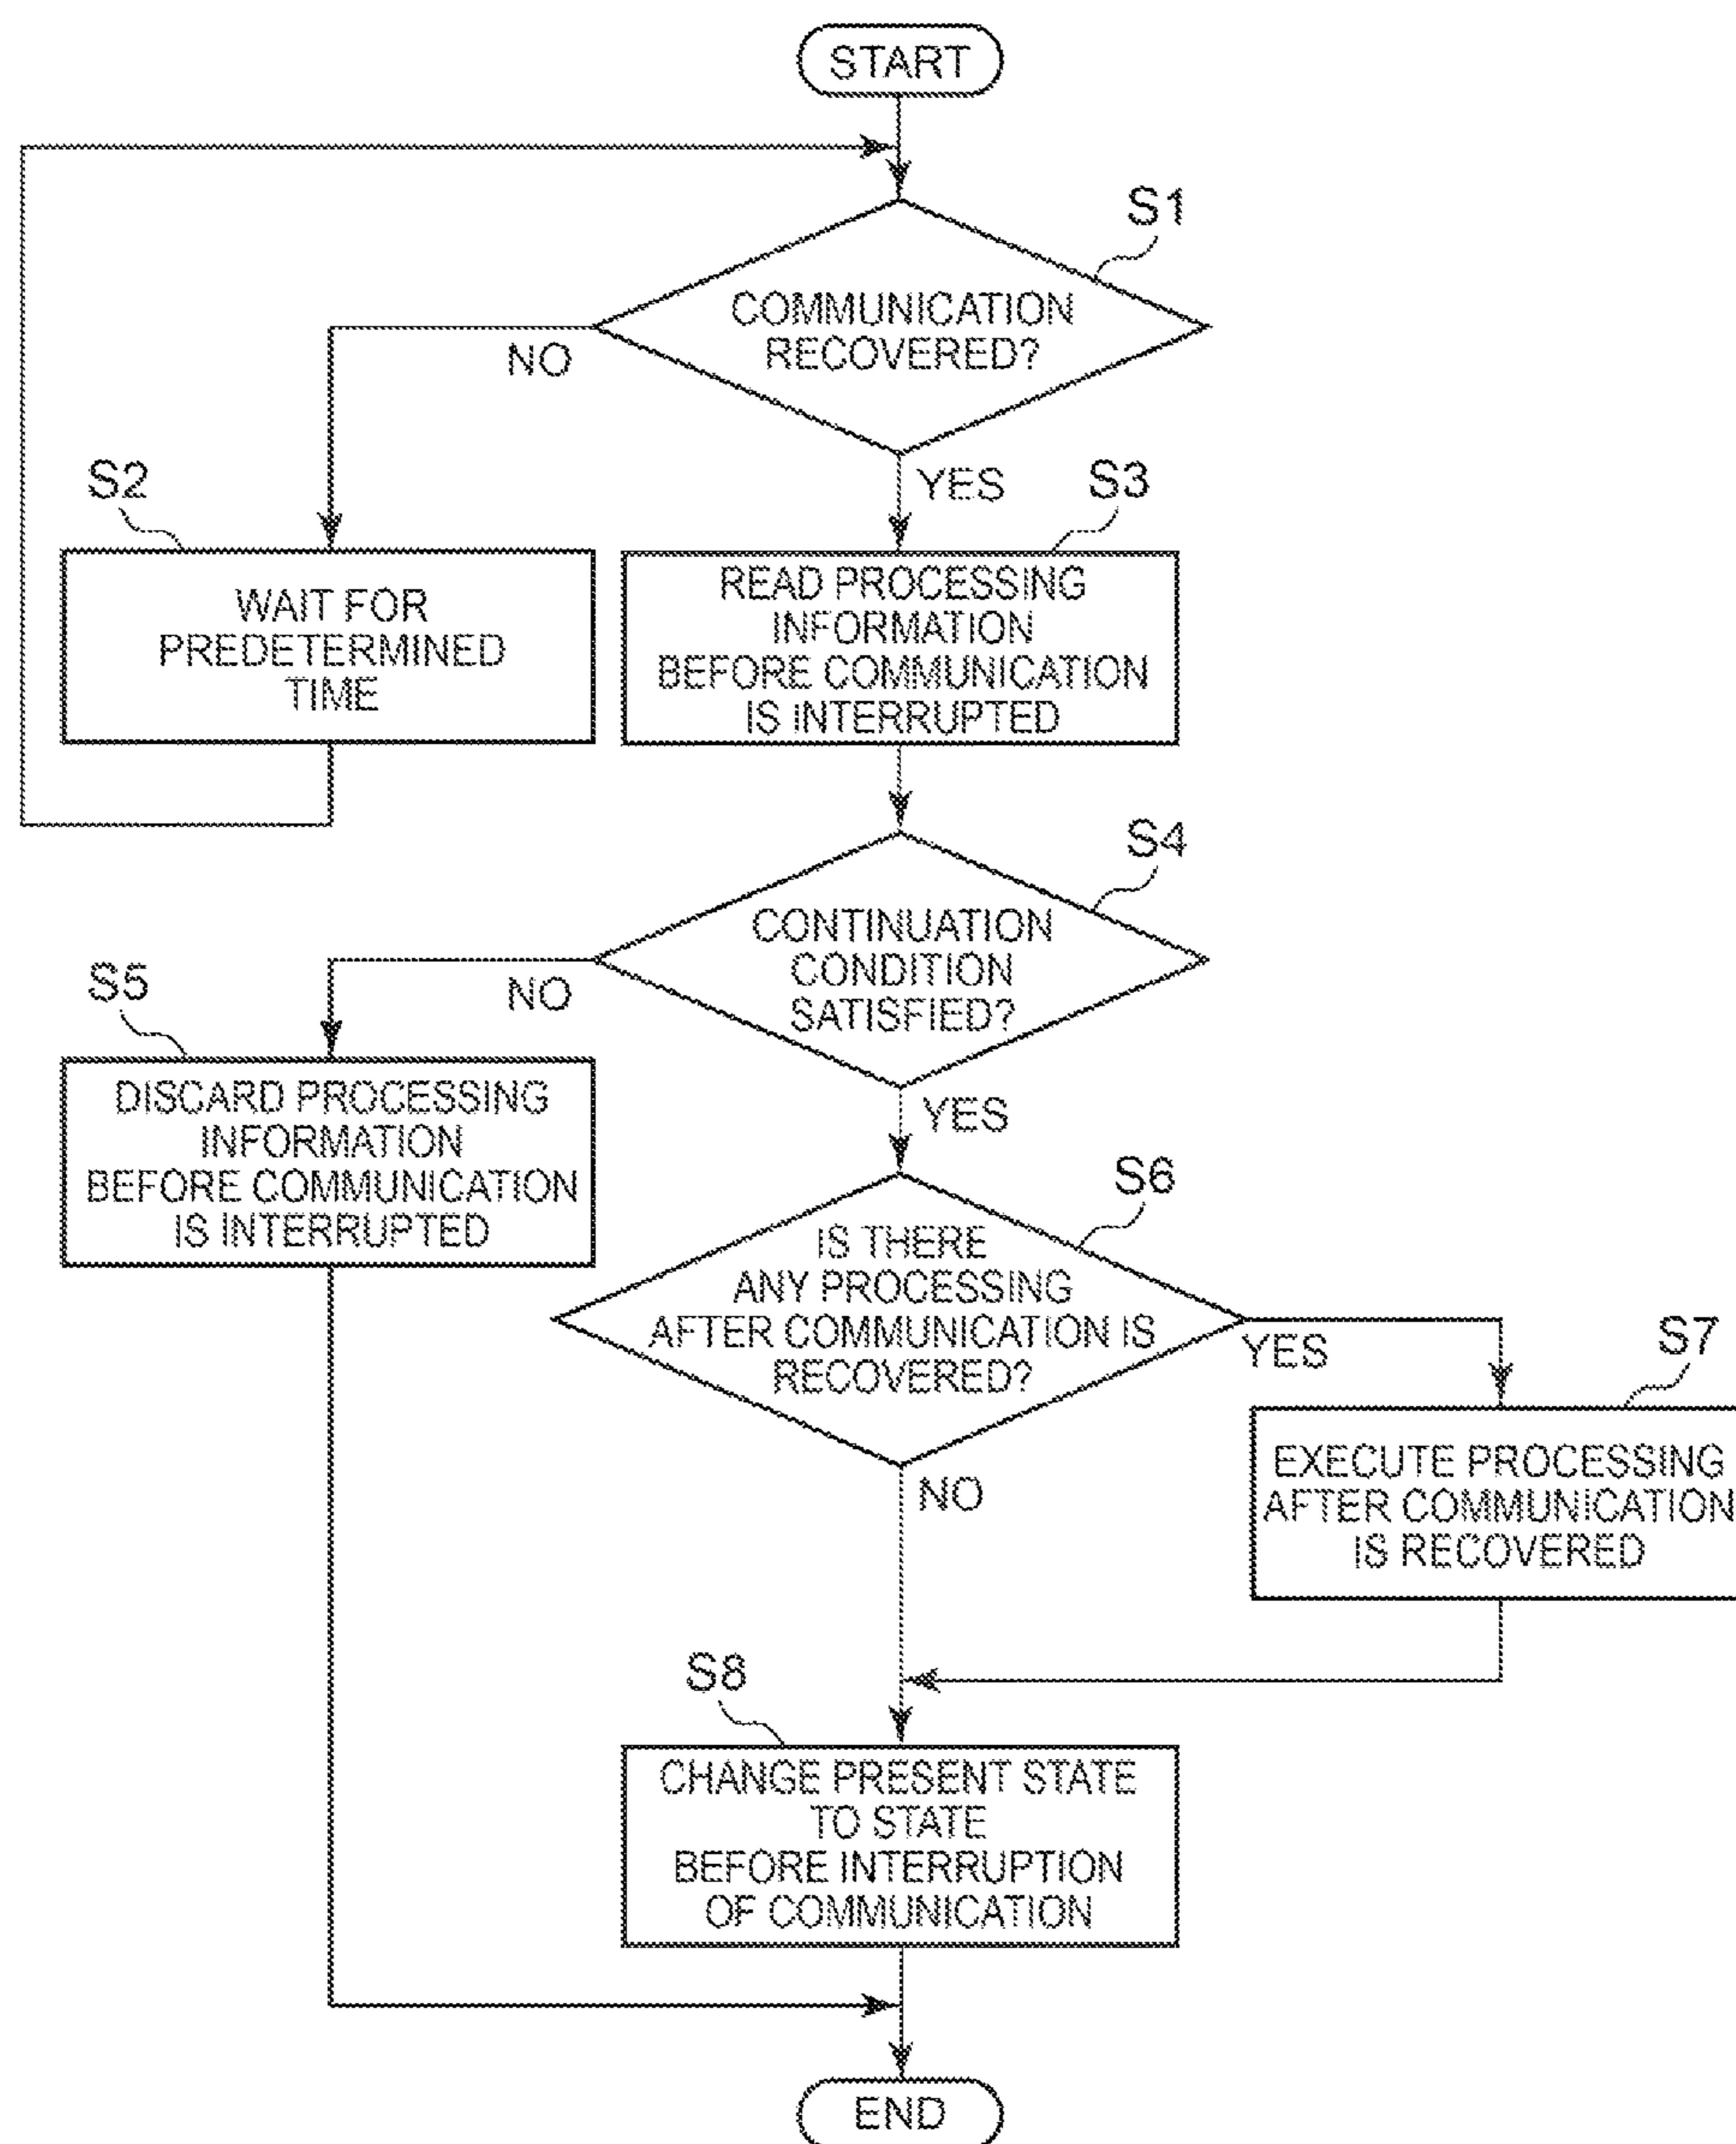 START
S1
COMMUNICATION
RECOVERED?
NO
YES
S2
WAIT FOR
PREDETERMINED
TIME
S3
READ PROCESSING
INFORMATION
BEFORE COMMUNICATION
IS INTERRUPTED
S4
CONTINUATION
CONDITION
SATISFIED?
NO
YES
S5
DISCARD PROCESSING
INFORMATION
BEFORE COMMUNICATION
IS INTERRUPTED
S6
IS THERE
ANY PROCESSING
AFTER COMMUNICATION IS
RECOVERED?
YES
NO
S7
EXECUTE PROCESSING
AFTER COMMUNICATION
IS RECOVERED
S8
CHANGE PRESENT STATE
TO STATE
BEFORE INTERRUPTION
OF COMMUNICATION
END